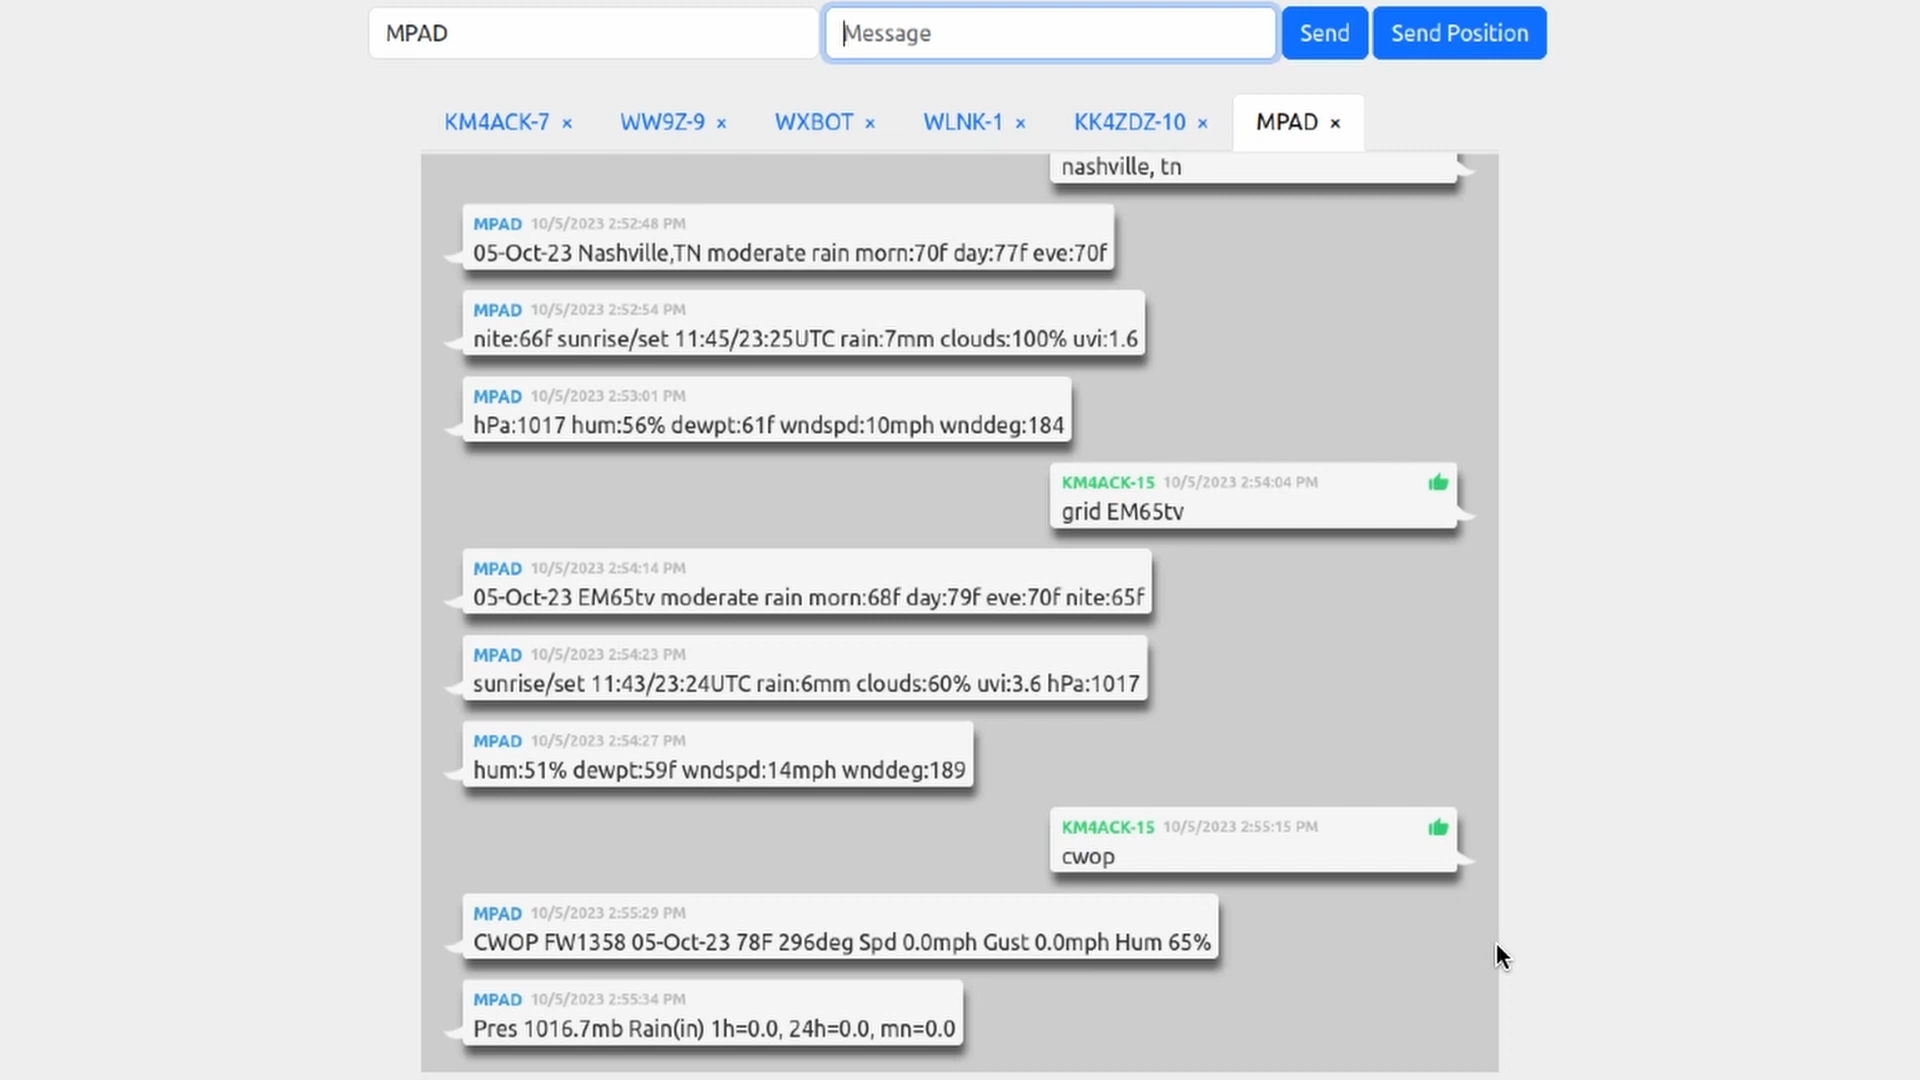 MPAD
Message
Send
Send Position
KM4ACK-7 ×
WW9Z-9 ×
WXBOT ×
WLNK-1 ×
KK4ZDZ-10 ×
MPAD ×
nashville, tn
MPAD 10/5/2023 2:52:48 PM
05-Oct-23 Nashville,TN moderate rain morn:70f day:77f eve:70f
MPAD 10/5/2023 2:52:54 PM
nite:66f sunrise/set 11:45/23:25UTC rain:7mm clouds:100% uvi:1.6
MPAD 10/5/2023 2:53:01 PM
hPa:1017 hum:56% dewpt:61f wndspd:10mph wnddeg:184
KM4ACK-15 10/5/2023 2:54:04 PM
grid EM65tv
MPAD 10/5/2023 2:54:14 PM
05-Oct-23 EM65tv moderate rain morn:68f day:79f eve:70f nite:65f
MPAD 10/5/2023 2:54:23 PM
sunrise/set 11:43/23:24UTC rain:6mm clouds:60% uvi:3.6 hPa:1017
MPAD 10/5/2023 2:54:27 PM
hum:51% dewpt:59f wndspd:14mph wnddeg:189
KM4ACK-15 10/5/2023 2:55:15 PM
cwop
MPAD 10/5/2023 2:55:29 PM
CWOP FW1358 05-Oct-23 78F 296deg Spd 0.0mph Gust 0.0mph Hum 65%
MPAD 10/5/2023 2:55:34 PM
Pres 1016.7mb Rain(in) 1h=0.0, 24h=0.0, mn=0.0